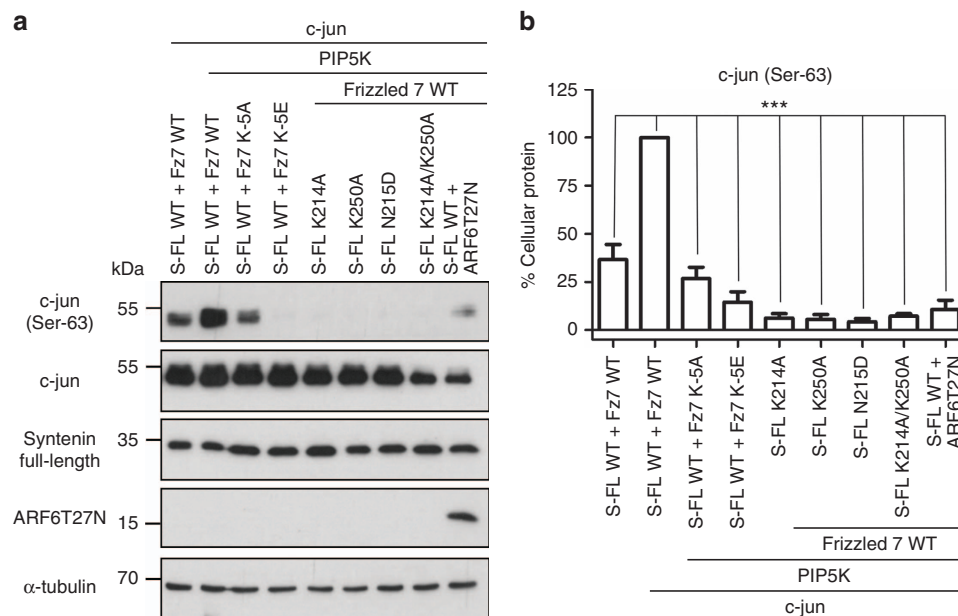 a
c-jun
PIP5K
Frizzled 7 WT
S-FL WT + Fz7 WT
S-FL WT + Fz7 WT
S-FL WT + Fz7 K-5A
S-FL WT + Fz7 K-5E
S-FL K214A
S-FL K250A
S-FL N215D
S-FL K214A/K250A
S-FL WT +
ARF6T27N
kDa
c-jun
(Ser-63)
55
c-jun
55
Syntenin
full-length
35
ARF6T27N
15
α-tubulin
70
b
c-jun (Ser-63)
***
% Cellular protein
125
100
75
50
25
0
S-FL WT + Fz7 WT
S-FL WT + Fz7 WT
S-FL WT + Fz7 K-5A
S-FL WT + Fz7 K-5E
S-FL K214A
S-FL K250A
S-FL N215D
S-FL K214A/K250A
S-FL WT +
ARF6T27N
Frizzled 7 WT
PIP5K
c-jun